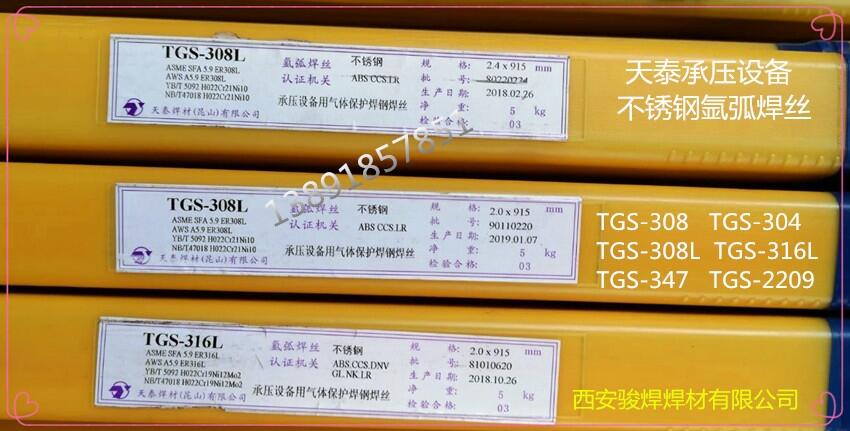 TGS-308L
ASME SFA 5.9 ER308L
AWS A5.9 ER308L
YB/T 5092 H022Cr21Ni10
NB/T47018 H022Cr21Ni10
天泰焊材(昆山)有限公司
氩弧焊丝 不锈钢
认证机关 ABS.CCS.LR
承压设备用气体保护焊钢焊丝
规 格: 2.4 x 915 mm
批 号: 80220224
生产日期: 2018.02.26
净 重: 5 kg
检验合格: 03
天泰承压设备
不锈钢氩弧焊丝
13891857851
TGS-308L
ASME SFA 5.9 ER308L
AWS A5.9 ER308L
YB/T 5092 H022Cr21Ni10
NB/T47018 H022Cr21Ni10
天泰焊材(昆山)有限公司
氩弧焊丝 不锈钢
认证机关 ABS CCS.LR
承压设备用气体保护焊钢焊丝
规 格: 2.0 x 915 mm
批 号: 90110220
生产日期: 2019.01.07
净 重: 5 kg
检验合格: 03
TGS-308 TGS-304
TGS-308L TGS-316L
TGS-347 TGS-2209
TGS-316L
ASME SFA 5.9 ER316L
AWS A5.9 ER316L
YB/T 5092 H022Cr19Ni12Mo2
NB/T47018 H022Cr19Ni12Mo2
天泰焊材(昆山)有限公司
氩弧焊丝 不锈钢
认证机关 ABS.CCS.DNV
GL.NK.LR
承压设备用气体保护焊钢焊丝
规 格: 2.0 x 915 mm
批 号: 81010620
生产日期: 2018.10.26
净 重: 5 kg
检验合格: 03
西安骏焊焊材有限公司